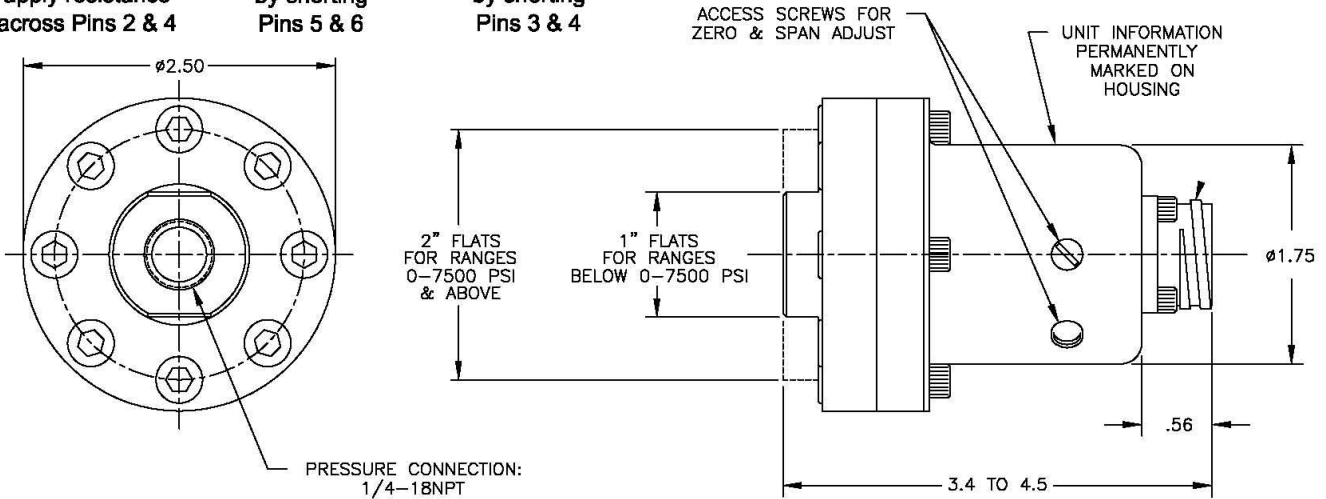 apply resistance
across Pins 2 & 4
by shorting
Pins 5 & 6
by shorting
Pins 3 & 4
ACCESS SCREWS FOR
ZERO & SPAN ADJUST
UNIT INFORMATION
PERMANENTLY
MARKED ON
HOUSING
ø2.50
2" FLATS
FOR RANGES
0-7500 PSI
& ABOVE
1" FLATS
FOR RANGES
BELOW 0-7500 PSI
ø1.75
.56
PRESSURE CONNECTION:
1/4-18NPT
3.4 TO 4.5